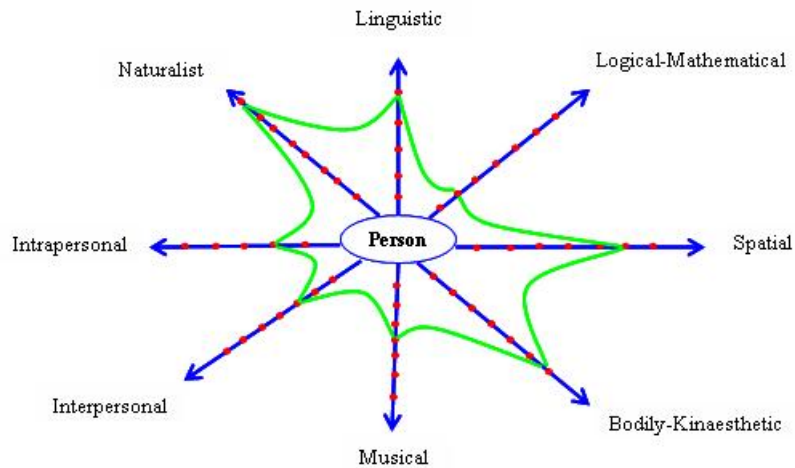 Linguistic
Naturalist
Logical-Mathematical
Person
Intrapersonal
Spatial
Interpersonal
Bodily-Kinaesthetic
Musical